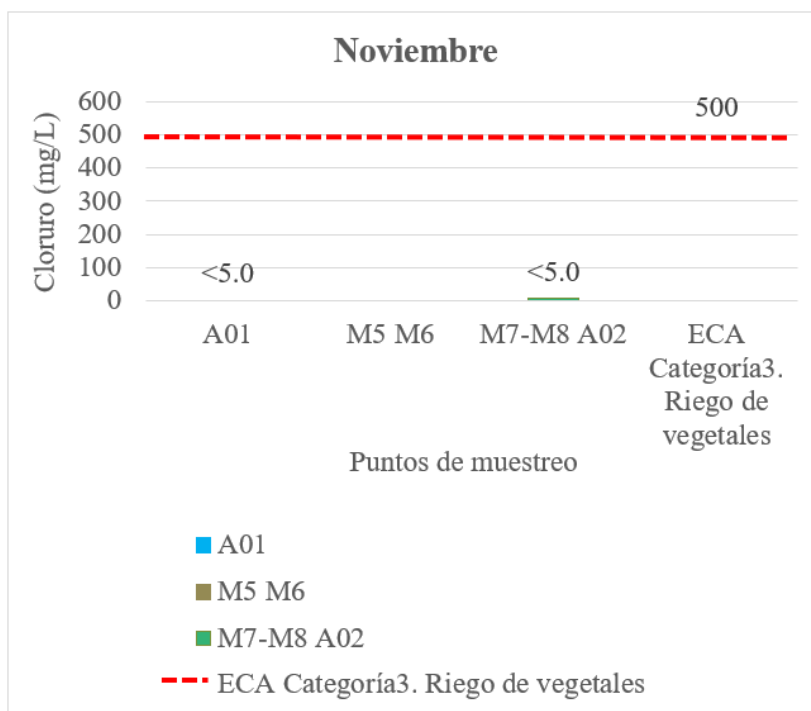 Noviembre
Cloruro (mg/L)
600
500
400
300
200
100
0
500
<5.0
<5.0
A01
M5 M6
M7-M8 A02
ECA
Categoría3.
Riego de
vegetales
Puntos de muestreo
A01
M5 M6
M7-M8 A02
ECA Categoría3. Riego de vegetales